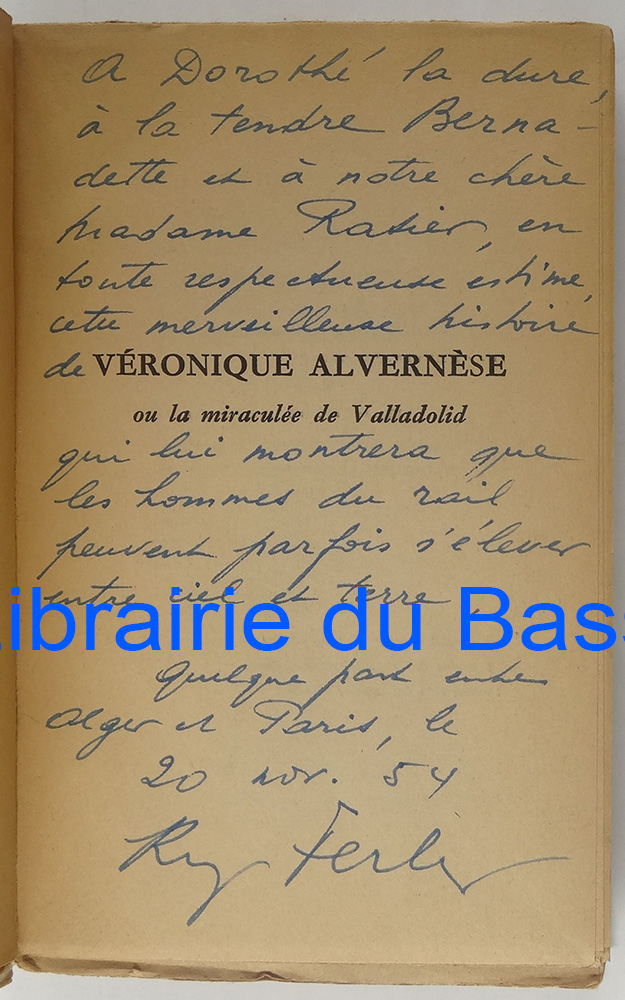 A Dorothé la dure,
à la tendre Berna-
dette et à notre chère
Madame Rasier, en
toute respectueuse estime,
cette merveilleuse histoire
de VÉRONIQUE ALVERNÈSE
ou la miraculée de Valladolid
qui lui montrera que
les hommes du rail
peuvent parfois s'élever
entre ciel et terre.
Librairie du Bass
Quelque part entre
Alger et Paris, le
20 nov. 54